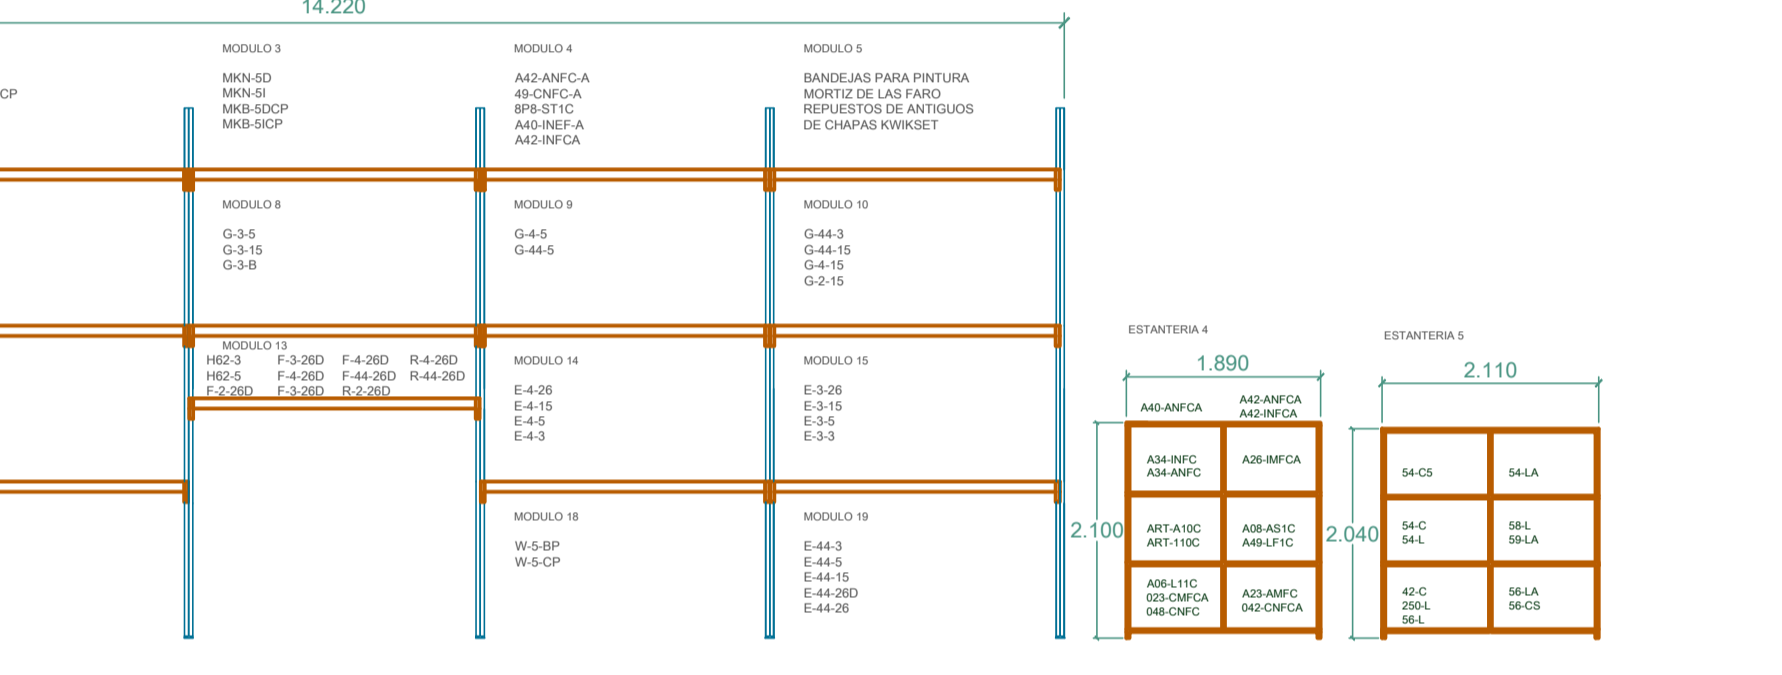 14.220
CP
MODULO 3
MKN-5D
MKN-5I
MKB-5DCP
MKB-5ICP
MODULO 4
A42-ANFC-A
49-CNFC-A
8P8-ST1C
A40-INEF-A
A42-INFCA
MODULO 5
BANDEJAS PARA PINTURA
MORTIZ DE LAS FARO
REPUESTOS DE ANTIGUOS
DE CHAPAS KWIKSET
MODULO 8
G-3-5
G-3-15
G-3-B
MODULO 9
G-4-5
G-44-5
MODULO 10
G-44-3
G-44-15
G-4-15
G-2-15
MODULO 13
H62-3 F-3-26D F-4-26D R-4-26D
H62-5 F-4-26D F-44-26D R-44-26D
F-2-26D F-3-26D R-2-26D
MODULO 14
E-4-26
E-4-15
E-4-5
E-4-3
MODULO 15
E-3-26
E-3-15
E-3-5
E-3-3
MODULO 18
W-5-BP
W-5-CP
MODULO 19
E-44-3
E-44-5
E-44-15
E-44-26D
E-44-26
ESTANTERIA 4
1.890
2.100
A40-ANFCA
A42-ANFCA
A42-INFCA
A34-INFC
A34-ANFC
A26-IMFCA
ART-A10C
ART-110C
A08-AS1C
A49-LF1C
A06-L11C
023-CMFCA
048-CNFC
A23-AMFC
042-CNFCA
ESTANTERIA 5
2.110
2.040
54-C5
54-LA
54-C
54-L
58-L
59-LA
42-C
250-L
56-L
56-LA
56-CS